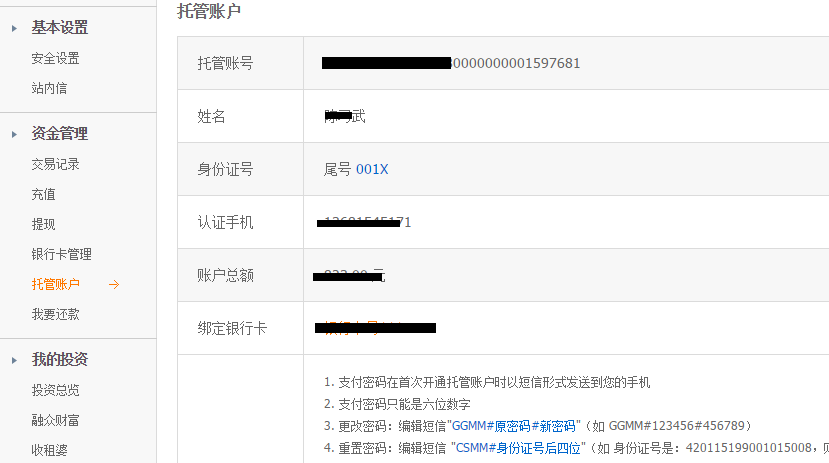 基本设置
安全设置
站内信
资金管理
交易记录
充值
提现
银行卡管理
托管账户
我要还款
我的投资
投资总览
融众财富
收租婆
托管账户
托管账号 0000000001597681
姓名 武
身份证号 尾号 001X
认证手机 1
账户总额 元
绑定银行卡
1. 支付密码在首次开通托管账户时以短信形式发送到您的手机
2. 支付密码只能是六位数字
3. 更改密码：编辑短信"GGMM#原密码#新密码"（如 GGMM#123456#456789）
4. 重置密码：编辑短信 "CSMM#身份证号后四位"（如 身份证号是：420115199001015008，